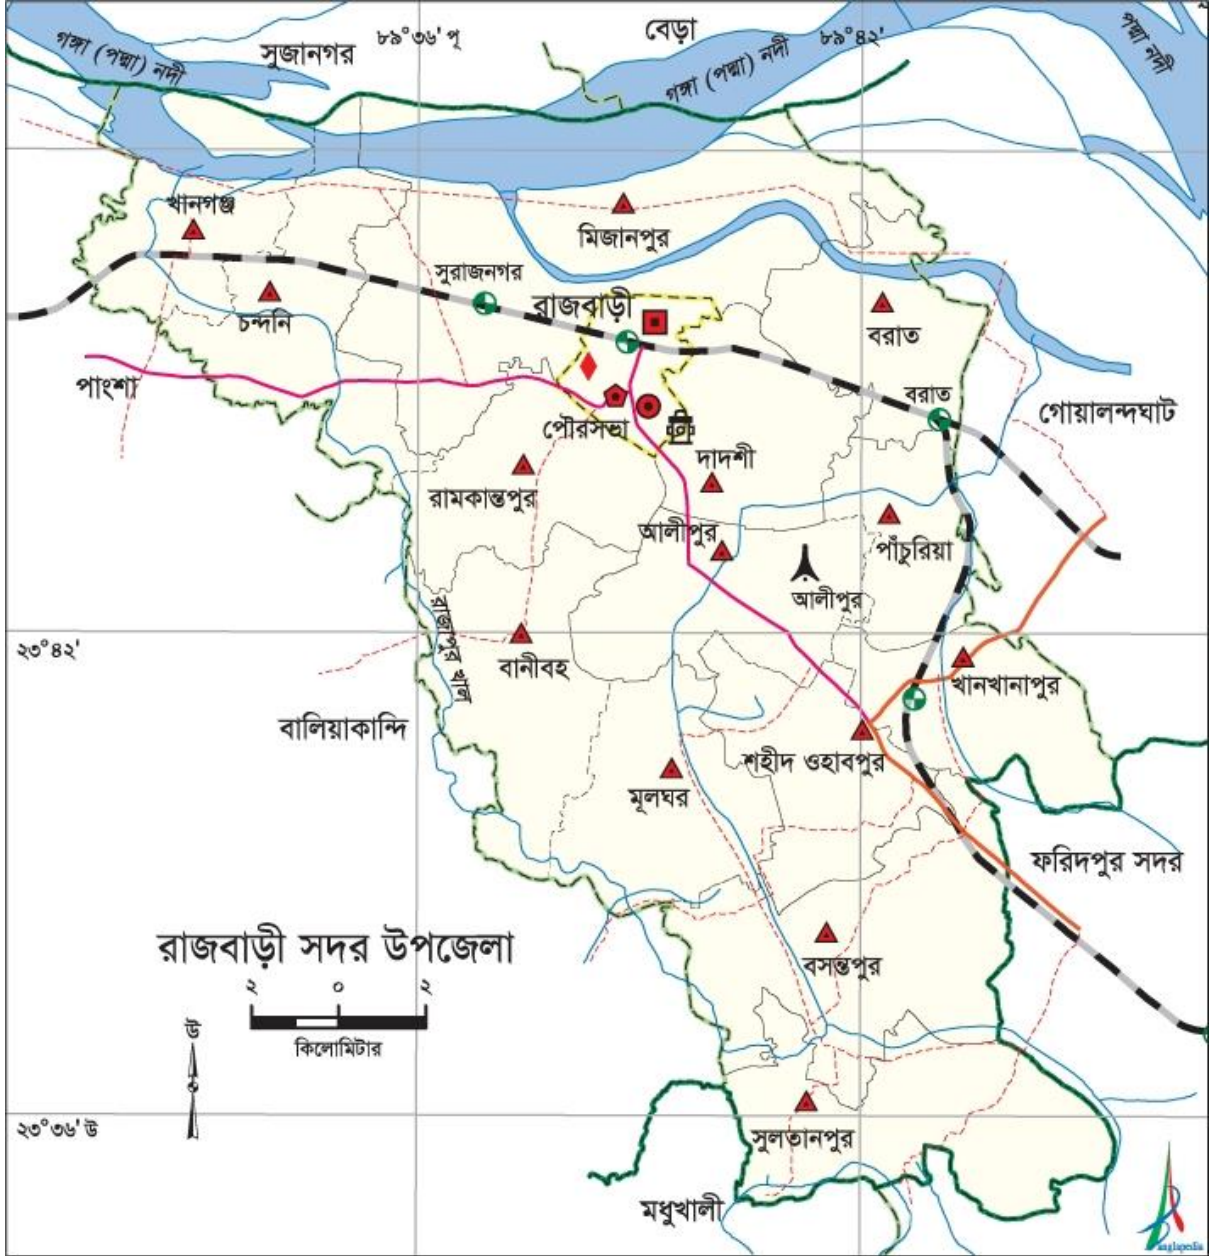 গঙ্গা (পদ্মা) নদী
সুজানগর
৮৯°৩৬' পূ
বেড়া
গঙ্গা (পদ্মা) নদী
৮৯°৪২'
পদ্মা নদী
খানগঞ্জ
মিজানপুর
সুরাজনগর
রাজবাড়ী
চন্দনি
বরাত
পাংশা
বরাত
গোয়ালন্দঘাট
পৌরসভা
দাদশী
রামকান্তপুর
আলীপুর
পাঁচুরিয়া
আলীপুর
রাজাপুর খাল
২৩°৪২'
বানীবহ
খানখানাপুর
বালিয়াকান্দি
শহীদ ওহাবপুর
মূলঘর
ফরিদপুর সদর
রাজবাড়ী সদর উপজেলা
বসন্তপুর
২ ০ ২
কিলোমিটার
উ
২৩°৩৬' উ
সুলতানপুর
মধুখালী
anglapedia